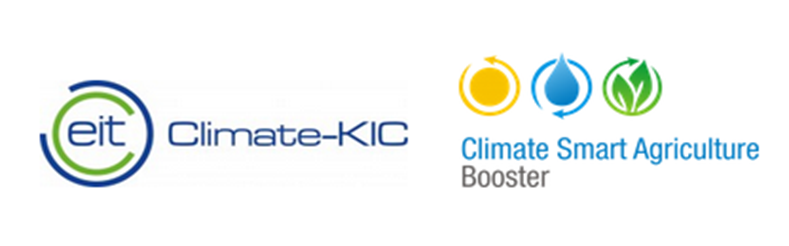 eit Climate-KIC
Climate Smart Agriculture
Booster